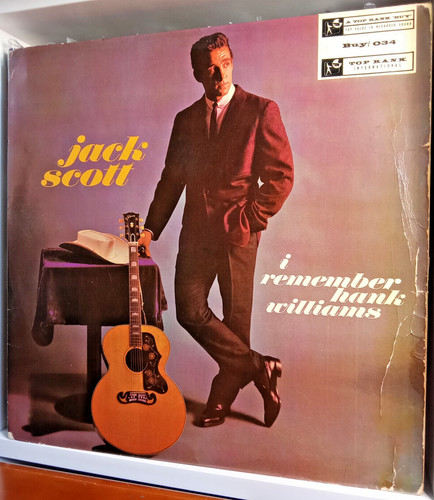 A TOP RANK 'BUY'
Buy/034
TOP RANK
INTERNATIONAL
jack
scott
i
remember
hank
williams